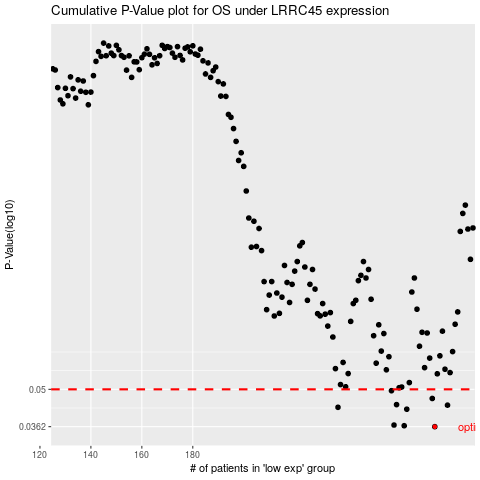 Cumulative P-Value plot for OS under LRRC45 expression
P-Value(log10)
0.05
0.0362
opti
120 140 160 180
# of patients in 'low exp' group